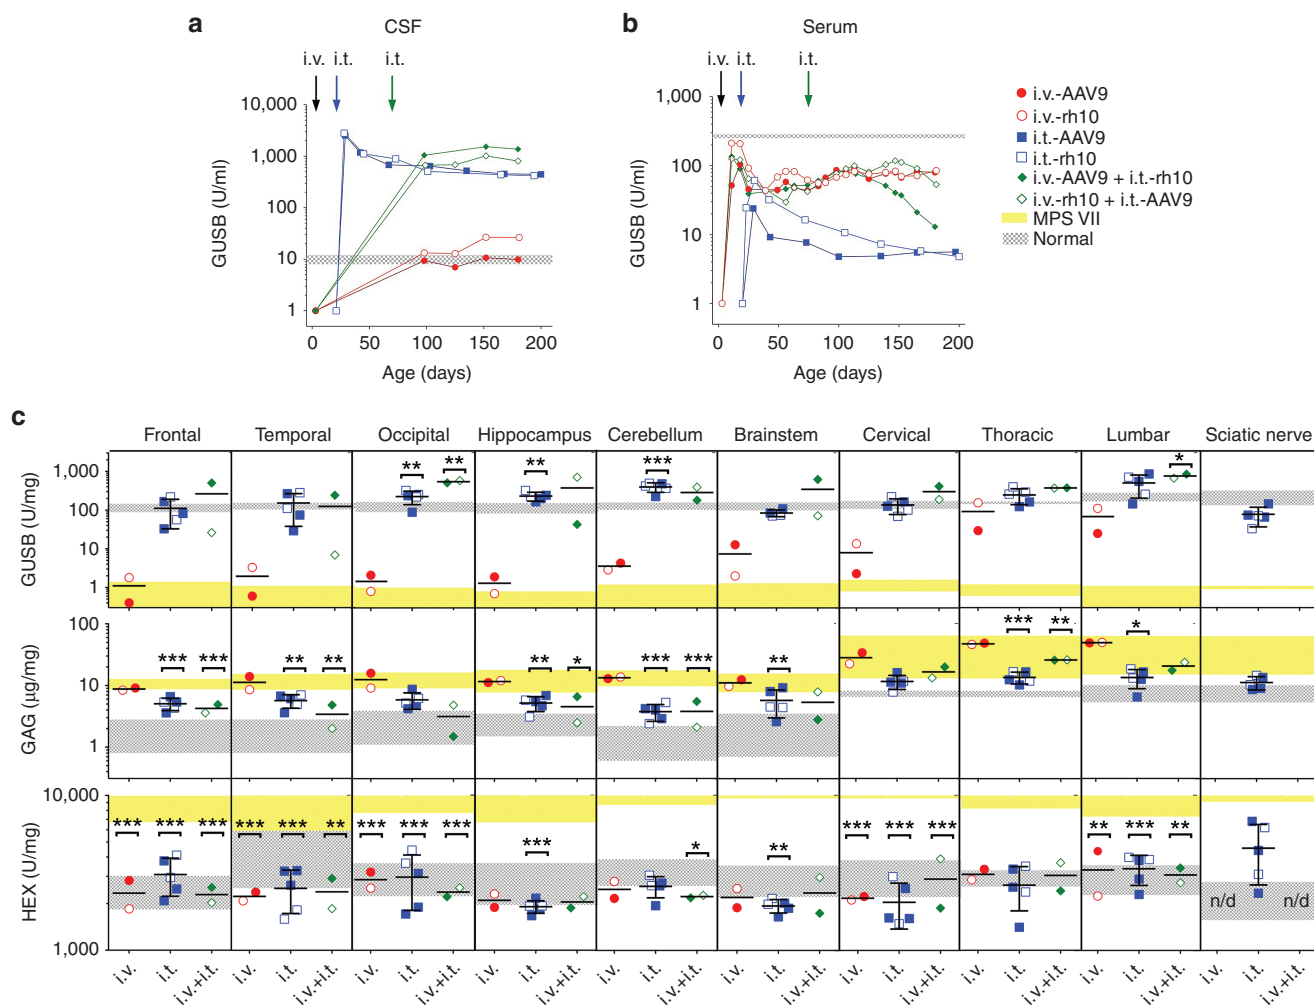 a
CSF
i.v. i.t. i.t.
10,000
1,000
100
10
1
GUSB (U/ml)
0 50 100 150 200
Age (days)
b
Serum
i.v. i.t. i.t.
1,000
100
10
1
GUSB (U/ml)
0 50 100 150 200
Age (days)
i.v.-AAV9
i.v.-rh10
i.t.-AAV9
i.t.-rh10
i.v.-AAV9 + i.t.-rh10
i.v.-rh10 + i.t.-AAV9
MPS VII
Normal
c
Frontal Temporal Occipital Hippocampus Cerebellum Brainstem Cervical Thoracic Lumbar Sciatic nerve
GUSB (U/mg)
1,000
100
10
1
** ** ** *** *
GAG (µg/mg)
100
10
1
*** *** ** ** ** * *** *** ** *** ** *
HEX (U/mg)
10,000
1,000
*** *** *** *** *** ** *** *** *** *** * ** *** *** *** ** *** **
n/d n/d
i.v. i.t. i.v.+i.t. i.v. i.t. i.v.+i.t. i.v. i.t. i.v.+i.t. i.v. i.t. i.v.+i.t. i.v. i.t. i.v.+i.t. i.v. i.t. i.v.+i.t. i.v. i.t. i.v.+i.t. i.v. i.t. i.v.+i.t. i.v. i.t. i.v.+i.t. i.v. i.t. i.v.+i.t.